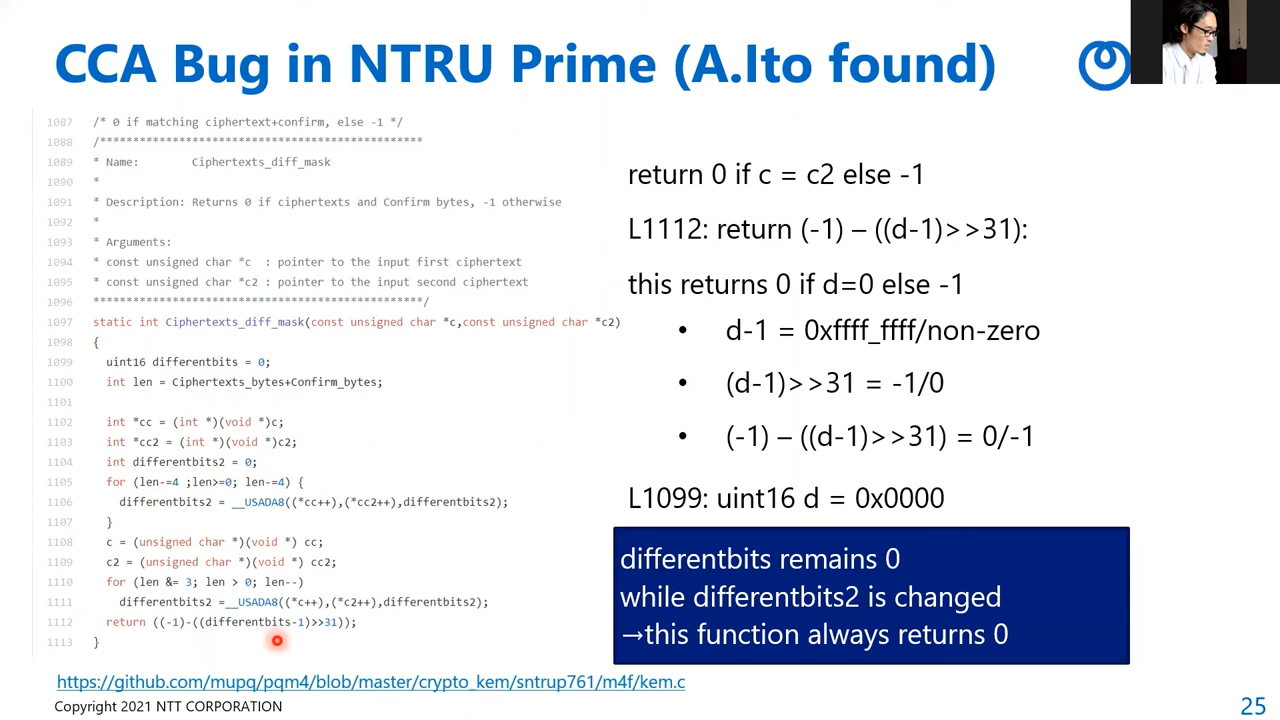 CCA Bug in NTRU Prime (A.Ito found)
1087 /* 0 if matching ciphertext+confirm, else -1 */
1088 /*************************************************
1089 * Name: Ciphertexts_diff_mask
1090 *
1091 * Description: Returns 0 if ciphertexts and Confirm bytes, -1 otherwise
1092 *
1093 * Arguments:
1094 * const unsigned char *c : pointer to the input first ciphertext
1095 * const unsigned char *c2 : pointer to the input second ciphertext
1096 **************************************************/
1097 static int Ciphertexts_diff_mask(const unsigned char *c,const unsigned char *c2)
1098 {
1099 uint16 differentbits = 0;
1100 int len = Ciphertexts_bytes+Confirm_bytes;
1101
1102 int *cc = (int *)(void *)c;
1103 int *cc2 = (int *)(void *)c2;
1104 int differentbits2 = 0;
1105 for (len-=4 ;len>=0; len-=4) {
1106 differentbits2 = __USADA8((*cc++),(*cc2++),differentbits2);
1107 }
1108 c = (unsigned char *)(void *) cc;
1109 c2 = (unsigned char *)(void *) cc2;
1110 for (len &= 3; len > 0; len--)
1111 differentbits2 =__USADA8((*c++),(*c2++),differentbits2);
1112 return ((-1)-((differentbits-1)>>31));
1113 }
return 0 if c = c2 else -1
L1112: return (-1) – ((d-1)>>31):
this returns 0 if d=0 else -1
• d-1 = 0xffff_ffff/non-zero
• (d-1)>>31 = -1/0
• (-1) – ((d-1)>>31) = 0/-1
L1099: uint16 d = 0x0000
differentbits remains 0
while differentbits2 is changed
→this function always returns 0
https://github.com/mupq/pqm4/blob/master/crypto_kem/sntrup761/m4f/kem.c
Copyright 2021 NTT CORPORATION
25